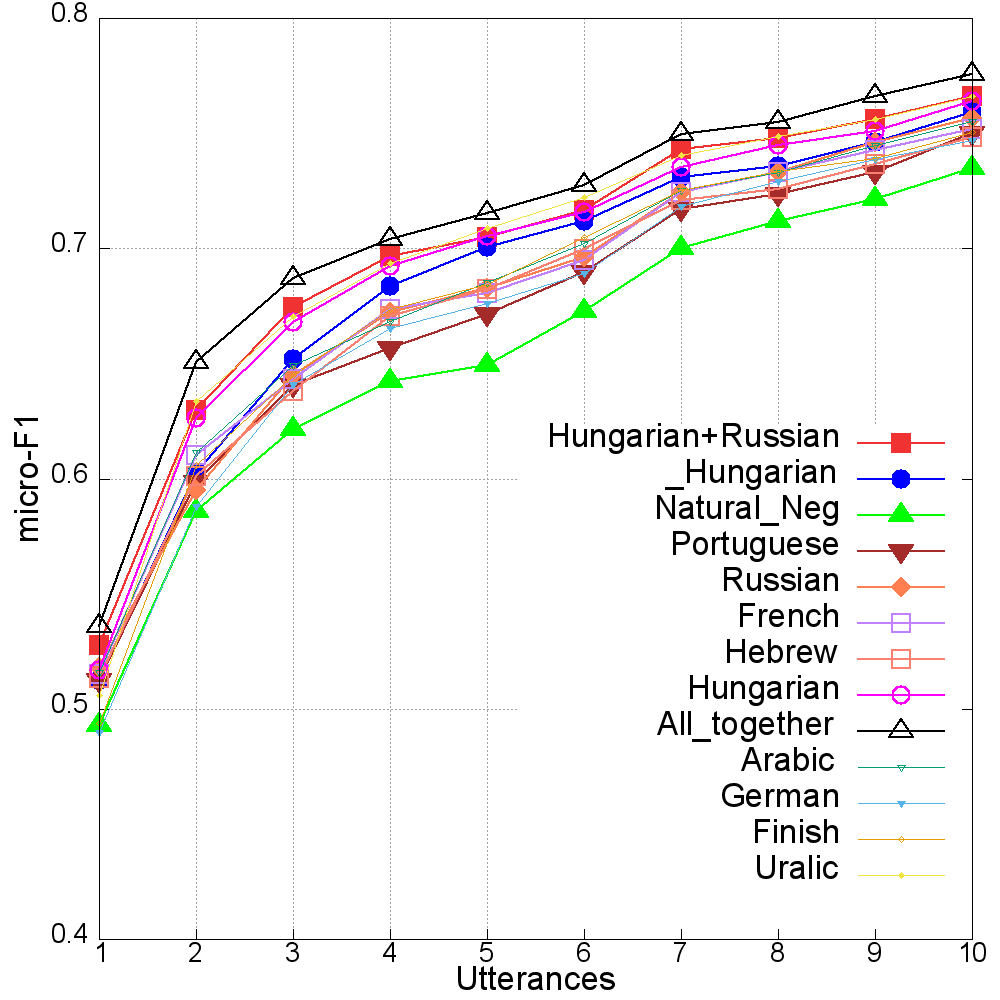 0.8
0.7
0.6
0.5
0.4
micro-F1
Hungarian+Russian
_Hungarian
Natural_Neg
Portuguese
Russian
French
Hebrew
Hungarian
All_together
Arabic
German
Finish
Uralic
1 2 3 4 5 6 7 8 9 10
Utterances